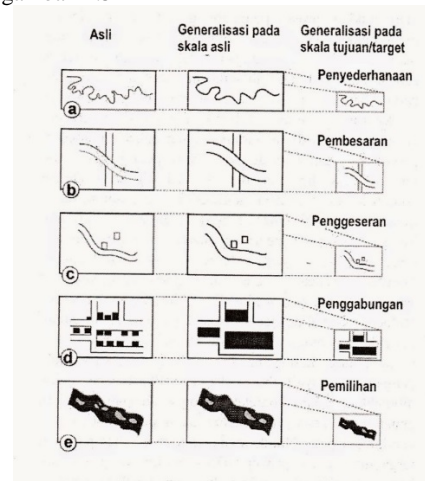 Asli
Generalisasi pada
skala asli
Generalisasi pada
skala tujuan/target
Penyederhanaan
a
Pembesaran
b
Penggeseran
c
Penggabungan
d
Pemilihan
e